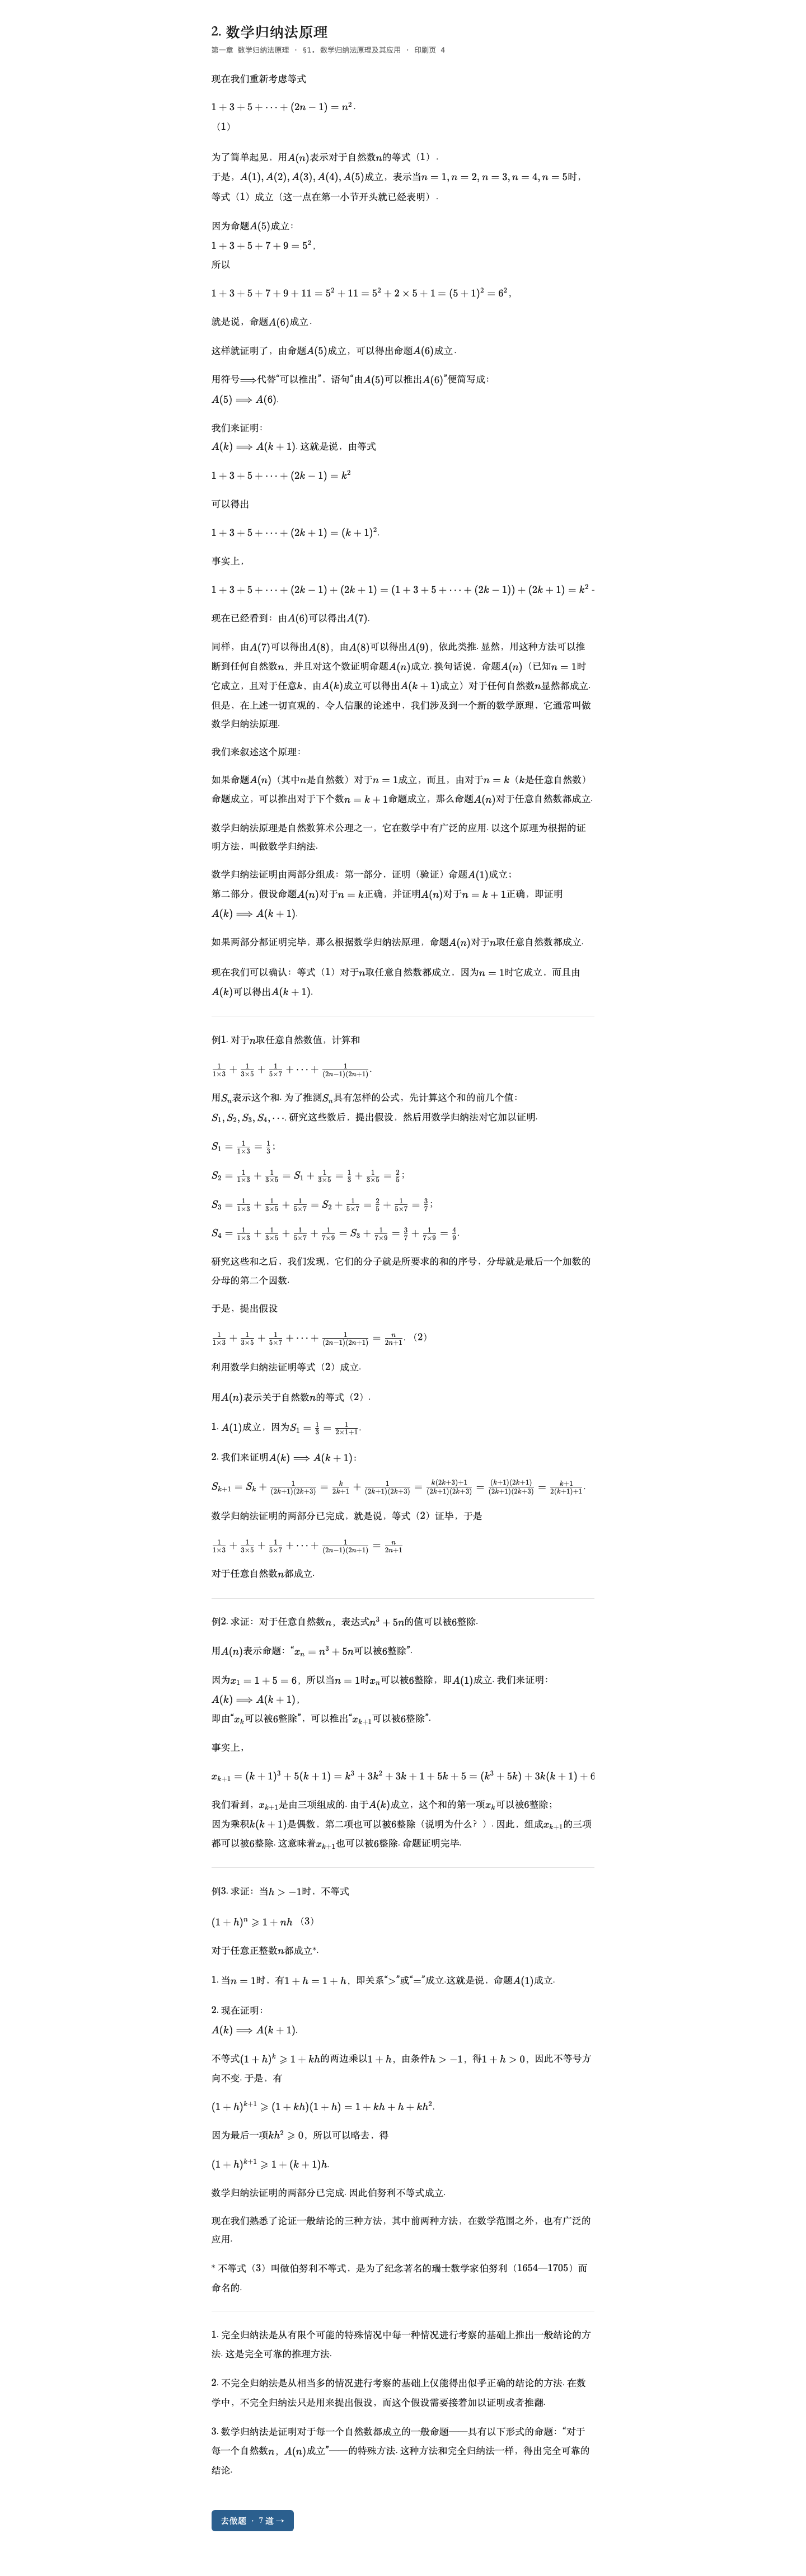 2. 数学归纳法原理
第一章 数学归纳法原理 · §1. 数学归纳法原理及其应用 · 印刷页 4
现在我们重新考虑等式
1 + 3 + 5 + ⋯ + (2n − 1) = n².
（1）
为了简单起见，用A(n)表示对于自然数n的等式（1）.
于是，A(1), A(2), A(3), A(4), A(5)成立，表示当n = 1, n = 2, n = 3, n = 4, n = 5时，
等式（1）成立（这一点在第一小节开头就已经表明）.
因为命题A(5)成立：
1 + 3 + 5 + 7 + 9 = 5²，
所以
1 + 3 + 5 + 7 + 9 + 11 = 5² + 11 = 5² + 2 × 5 + 1 = (5 + 1)² = 6²，
就是说，命题A(6)成立.
这样就证明了，由命题A(5)成立，可以得出命题A(6)成立.
用符号⟹代替“可以推出”，语句“由A(5)可以推出A(6)”便简写成：
A(5) ⟹ A(6).
我们来证明：
A(k) ⟹ A(k + 1). 这就是说，由等式
1 + 3 + 5 + ⋯ + (2k − 1) = k²
可以得出
1 + 3 + 5 + ⋯ + (2k + 1) = (k + 1)².
事实上，
1 + 3 + 5 + ⋯ + (2k − 1) + (2k + 1) = (1 + 3 + 5 + ⋯ + (2k − 1)) + (2k + 1) = k²
现在已经看到：由A(6)可以得出A(7).
同样，由A(7)可以得出A(8)，由A(8)可以得出A(9)，依此类推. 显然，用这种方法可以推
断到任何自然数n，并且对这个数证明命题A(n)成立. 换句话说，命题A(n)（已知n = 1时
它成立，且对于任意k，由A(k)成立可以得出A(k + 1)成立）对于任何自然数n显然都成立.
但是，在上述一切直观的，令人信服的论述中，我们涉及到一个新的数学原理，它通常叫做
数学归纳法原理.
我们来叙述这个原理：
如果命题A(n)（其中n是自然数）对于n = 1成立，而且，由对于n = k（k是任意自然数）
命题成立，可以推出对于下个数n = k + 1命题成立，那么命题A(n)对于任意自然数都成立.
数学归纳法原理是自然数算术公理之一，它在数学中有广泛的应用. 以这个原理为根据的证
明方法，叫做数学归纳法.
数学归纳法证明由两部分组成：第一部分，证明（验证）命题A(1)成立；
第二部分，假设命题A(n)对于n = k正确，并证明A(n)对于n = k + 1正确，即证明
A(k) ⟹ A(k + 1).
如果两部分都证明完毕，那么根据数学归纳法原理，命题A(n)对于n取任意自然数都成立.
现在我们可以确认：等式（1）对于n取任意自然数都成立，因为n = 1时它成立，而且由
A(k)可以得出A(k + 1).
例1. 对于n取任意自然数值，计算和
1/(1×3) + 1/(3×5) + 1/(5×7) + ⋯ + 1/((2n−1)(2n+1)).
用Sₙ表示这个和. 为了推测Sₙ具有怎样的公式，先计算这个和的前几个值：
S₁, S₂, S₃, S₄, ⋯. 研究这些数后，提出假设，然后用数学归纳法对它加以证明.
S₁ = 1/(1×3) = 1/3；
S₂ = 1/(1×3) + 1/(3×5) = S₁ + 1/(3×5) = 1/3 + 1/(3×5) = 2/5；
S₃ = 1/(1×3) + 1/(3×5) + 1/(5×7) = S₂ + 1/(5×7) = 2/5 + 1/(5×7) = 3/7；
S₄ = 1/(1×3) + 1/(3×5) + 1/(5×7) + 1/(7×9) = S₃ + 1/(7×9) = 3/7 + 1/(7×9) = 4/9.
研究这些和之后，我们发现，它们的分子就是所要求的和的序号，分母就是最后一个加数的
分母的第二个因数.
于是，提出假设
1/(1×3) + 1/(3×5) + 1/(5×7) + ⋯ + 1/((2n−1)(2n+1)) = n/(2n+1). （2）
利用数学归纳法证明等式（2）成立.
用A(n)表示关于自然数n的等式（2）.
1. A(1)成立，因为S₁ = 1/3 = 1/(2×1+1).
2. 我们来证明A(k) ⟹ A(k + 1)：
Sₖ₊₁ = Sₖ + 1/((2k+1)(2k+3)) = k/(2k+1) + 1/((2k+1)(2k+3)) = (k(2k+3)+1)/((2k+1)(2k+3)) = ((k+1)(2k+1))/((2k+1)(2k+3)) = (k+1)/(2(k+1)+1).
数学归纳法证明的两部分已完成，就是说，等式（2）证毕，于是
1/(1×3) + 1/(3×5) + 1/(5×7) + ⋯ + 1/((2n−1)(2n+1)) = n/(2n+1)
对于任意自然数n都成立.
例2. 求证：对于任意自然数n，表达式n³ + 5n的值可以被6整除.
用A(n)表示命题：“xₙ = n³ + 5n可以被6整除”.
因为x₁ = 1 + 5 = 6，所以当n = 1时xₙ可以被6整除，即A(1)成立. 我们来证明：
A(k) ⟹ A(k + 1)，
即由“xₖ可以被6整除”，可以推出“xₖ₊₁可以被6整除”.
事实上，
xₖ₊₁ = (k + 1)³ + 5(k + 1) = k³ + 3k² + 3k + 1 + 5k + 5 = (k³ + 5k) + 3k(k + 1) + 6
我们看到，xₖ₊₁是由三项组成的. 由于A(k)成立，这个和的第一项xₖ可以被6整除；
因为乘积k(k + 1)是偶数，第二项也可以被6整除（说明为什么？）. 因此，组成xₖ₊₁的三项
都可以被6整除. 这意味着xₖ₊₁也可以被6整除. 命题证明完毕.
例3. 求证：当h > −1时，不等式
(1 + h)ⁿ ⩾ 1 + nh （3）
对于任意正整数n都成立*.
1. 当n = 1时，有1 + h = 1 + h，即关系“>”或“=”成立.这就是说，命题A(1)成立.
2. 现在证明：
A(k) ⟹ A(k + 1).
不等式(1 + h)ᵏ ⩾ 1 + kh的两边乘以1 + h，由条件h > −1，得1 + h > 0，因此不等号方
向不变. 于是，有
(1 + h)ᵏ⁺¹ ⩾ (1 + kh)(1 + h) = 1 + kh + h + kh².
因为最后一项kh² ⩾ 0，所以可以略去，得
(1 + h)ᵏ⁺¹ ⩾ 1 + (k + 1)h.
数学归纳法证明的两部分已完成. 因此伯努利不等式成立.
现在我们熟悉了论证一般结论的三种方法，其中前两种方法，在数学范围之外，也有广泛的
应用.
* 不等式（3）叫做伯努利不等式，是为了纪念著名的瑞士数学家伯努利（1654—1705）而
命名的.
1. 完全归纳法是从有限个可能的特殊情况中每一种情况进行考察的基础上推出一般结论的方
法. 这是完全可靠的推理方法.
2. 不完全归纳法是从相当多的情况进行考察的基础上仅能得出似乎正确的结论的方法. 在数
学中，不完全归纳法只是用来提出假设，而这个假设需要接着加以证明或者推翻.
3. 数学归纳法是证明对于每一个自然数都成立的一般命题——具有以下形式的命题：“对于
每一个自然数n，A(n)成立”——的特殊方法. 这种方法和完全归纳法一样，得出完全可靠的
结论.
去做题 · 7 道 →